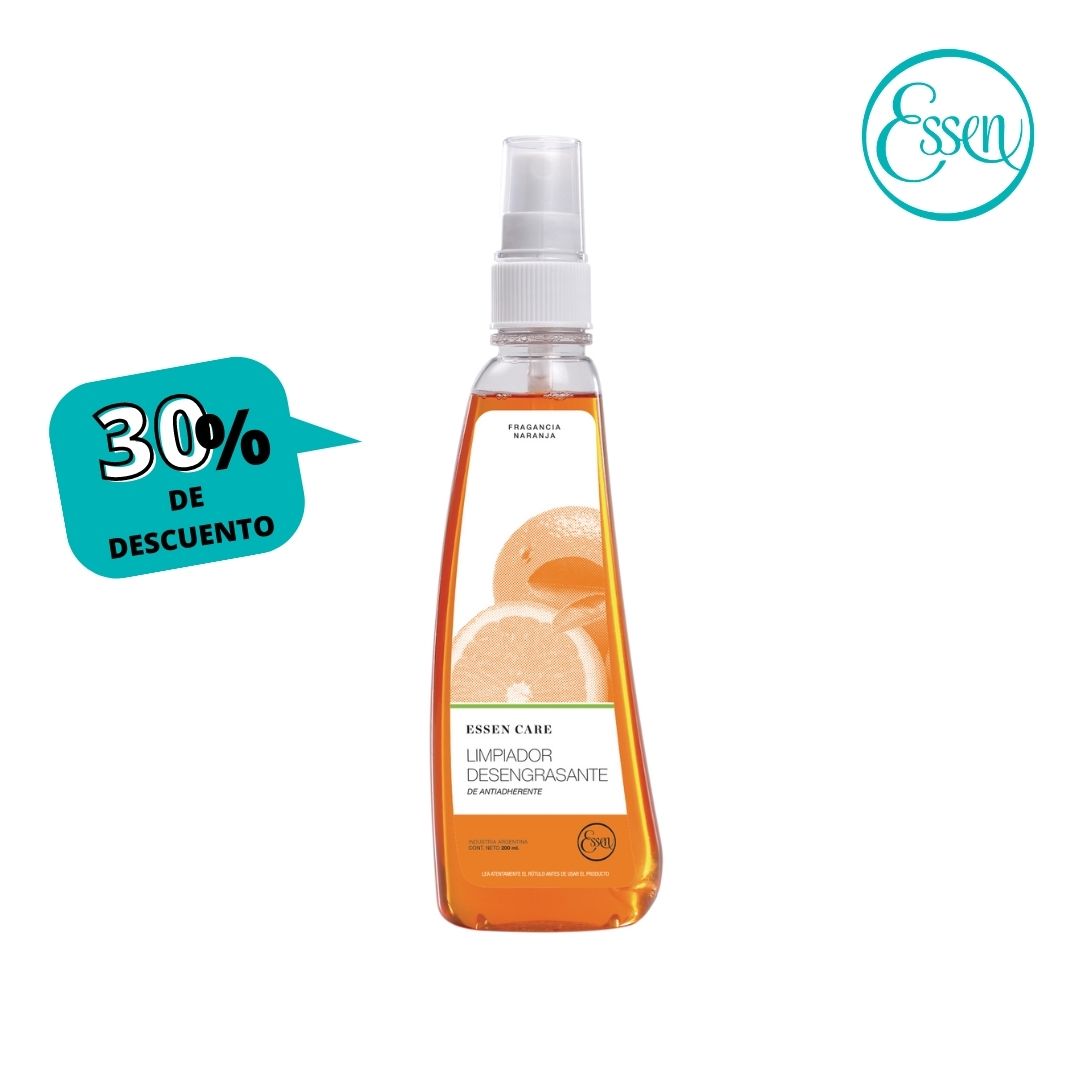 Essen
30%
DE
DESCUENTO
FRAGANCIA
NARANJA
ESSEN CARE
LIMPIADOR
DESENGRASANTE
DE ANTIADHERENTE
INDUSTRIA ARGENTINA
CONT. NETO 200 ml.
Essen
LEA ATENTAMENTE EL RÓTULO ANTES DE USAR EL PRODUCTO